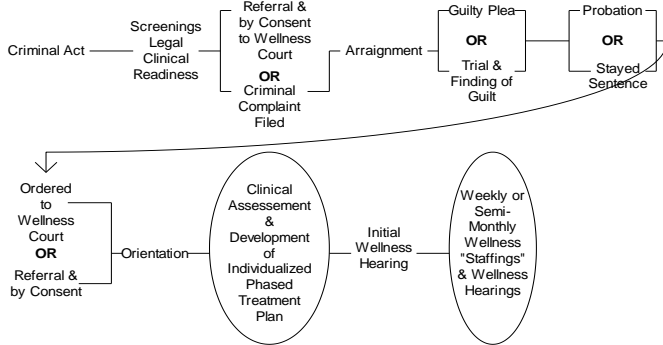 Criminal Act
Screenings
Legal
Clinical
Readiness
Referral &
by Consent
to Wellness
Court
OR
Criminal
Complaint
Filed
Arraignment
Guilty Plea
OR
Trial &
Finding of
Guilt
Probation
OR
Stayed
Sentence
Ordered
to
Wellness
Court
OR
Referral &
by Consent
Orientation
Clinical
Assessement
&
Development
of
Individualized
Phased
Treatment
Plan
Initial
Wellness
Hearing
Weekly or
Semi-
Monthly
Wellness
"Staffings"
& Wellness
Hearings